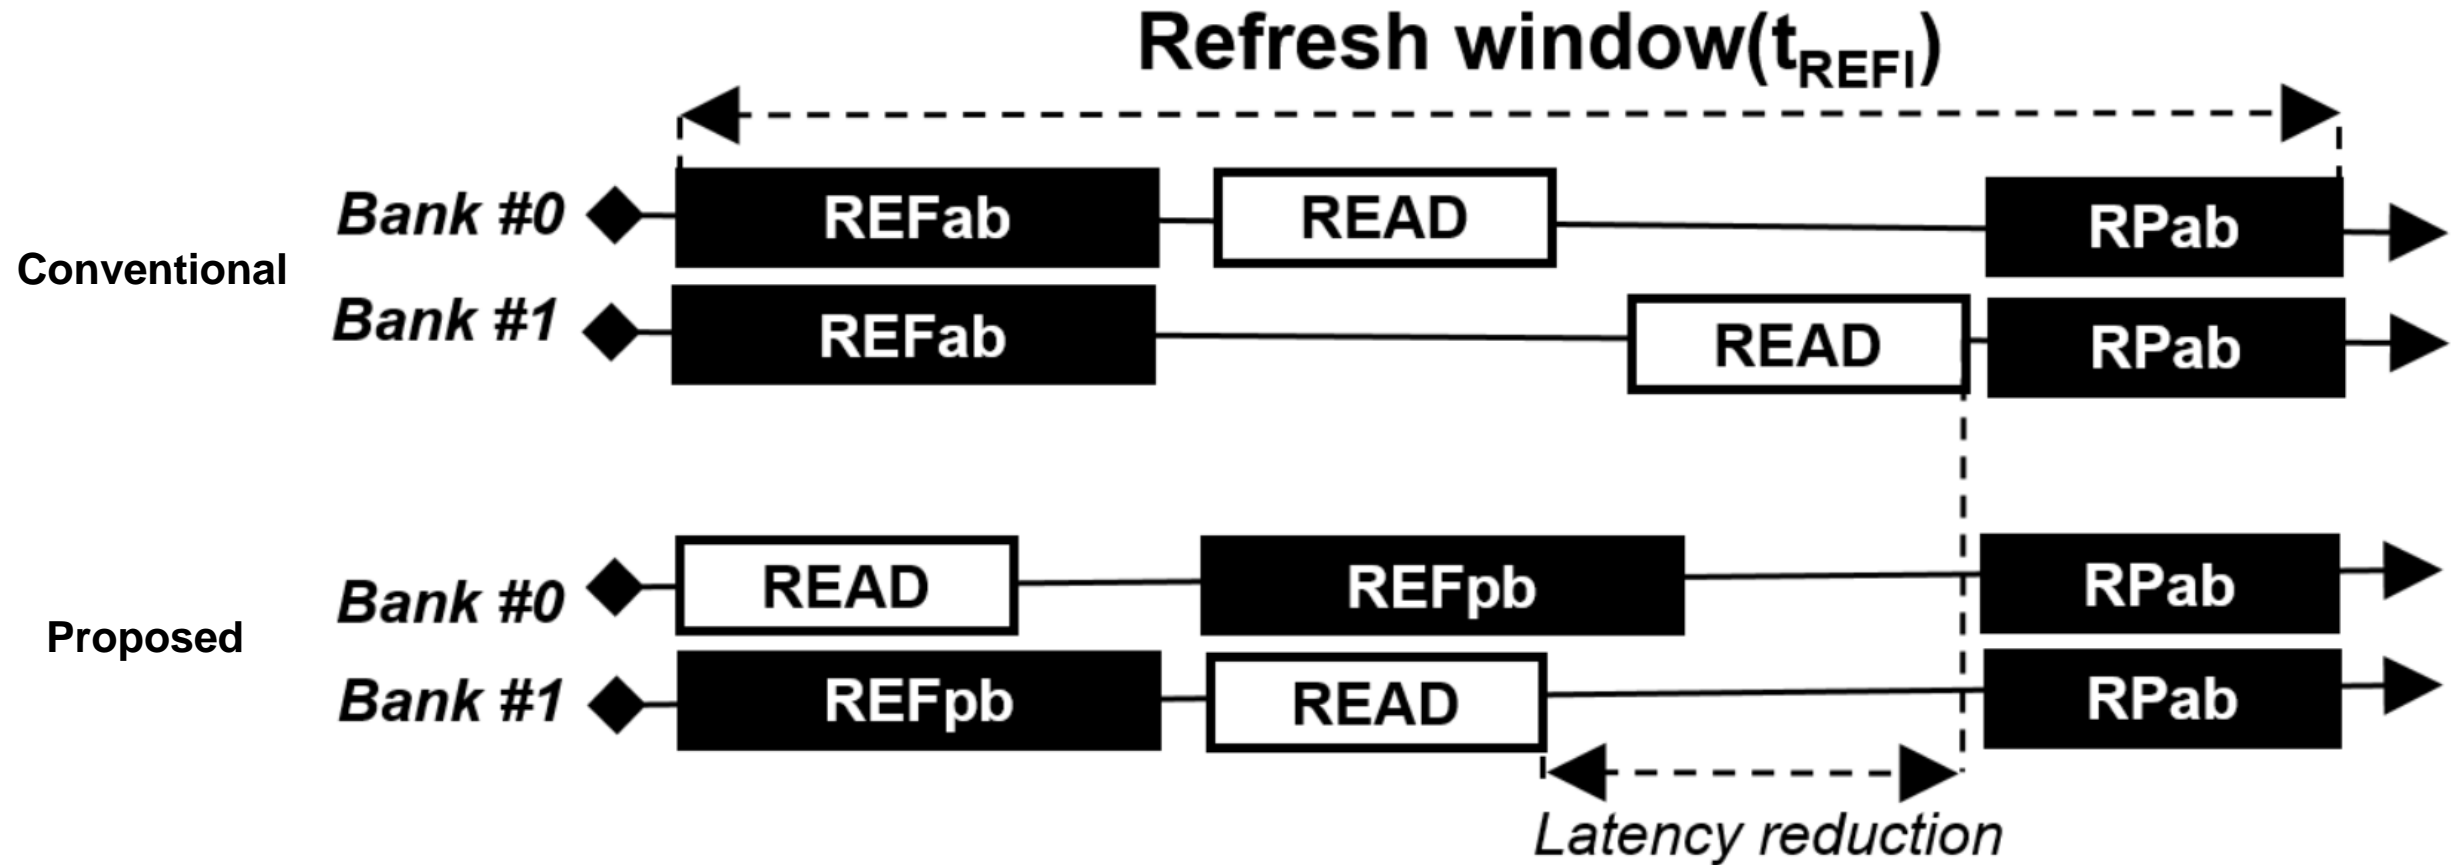 Refresh window(tREFI)
Conventional
Bank #0 REFab READ RPab
Bank #1 REFab READ RPab
Proposed
Bank #0 READ REFpb RPab
Bank #1 REFpb READ RPab
Latency reduction